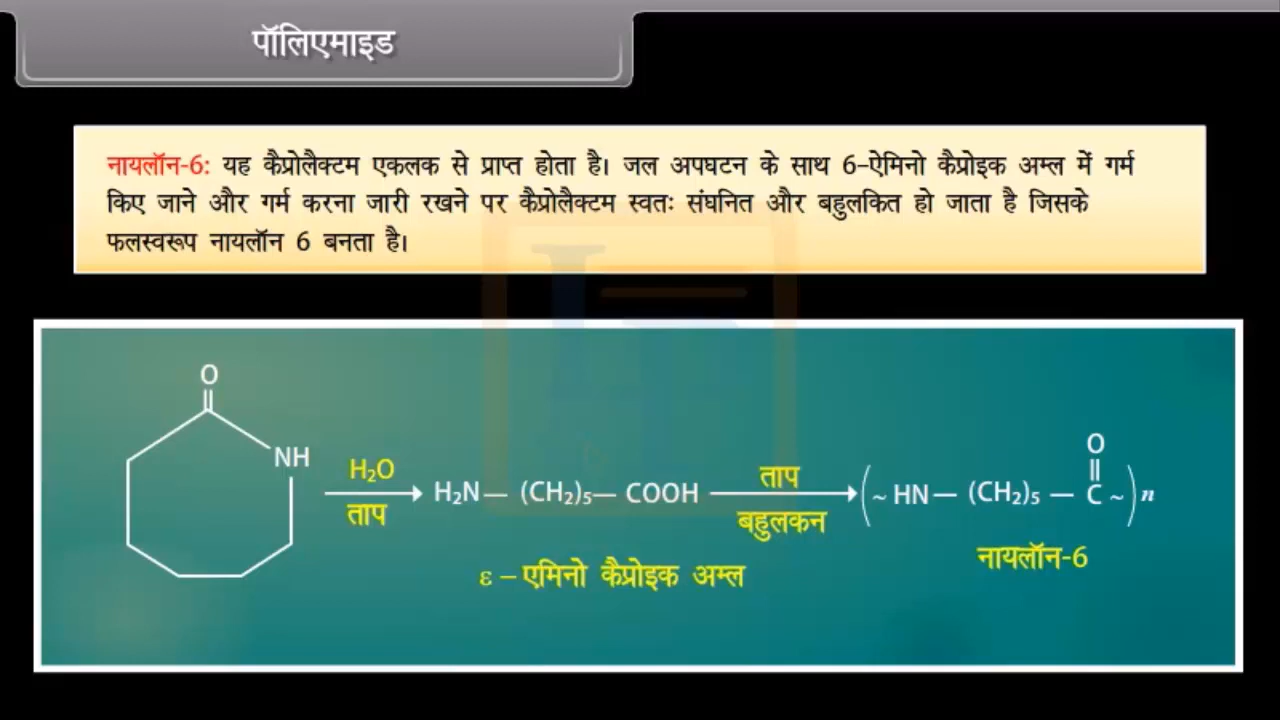 पॉलिएमाइड
नायलॉन-6: यह कैप्रोलैक्टम एकलक से प्राप्त होता है। जल अपघटन के साथ 6-ऐमिनो कैप्रोइक अम्ल में गर्म
किए जाने और गर्म करना जारी रखने पर कैप्रोलैक्टम स्वतः संघनित और बहुलकित हो जाता है जिसके
फलस्वरूप नायलॉन 6 बनता है।
O
NH
H₂O
ताप
H₂N— (CH₂)₅— COOH
ε – एमिनो कैप्रोइक अम्ल
ताप
बहुलकन
O
(~ HN— (CH₂)₅ — C ~)n
नायलॉन-6